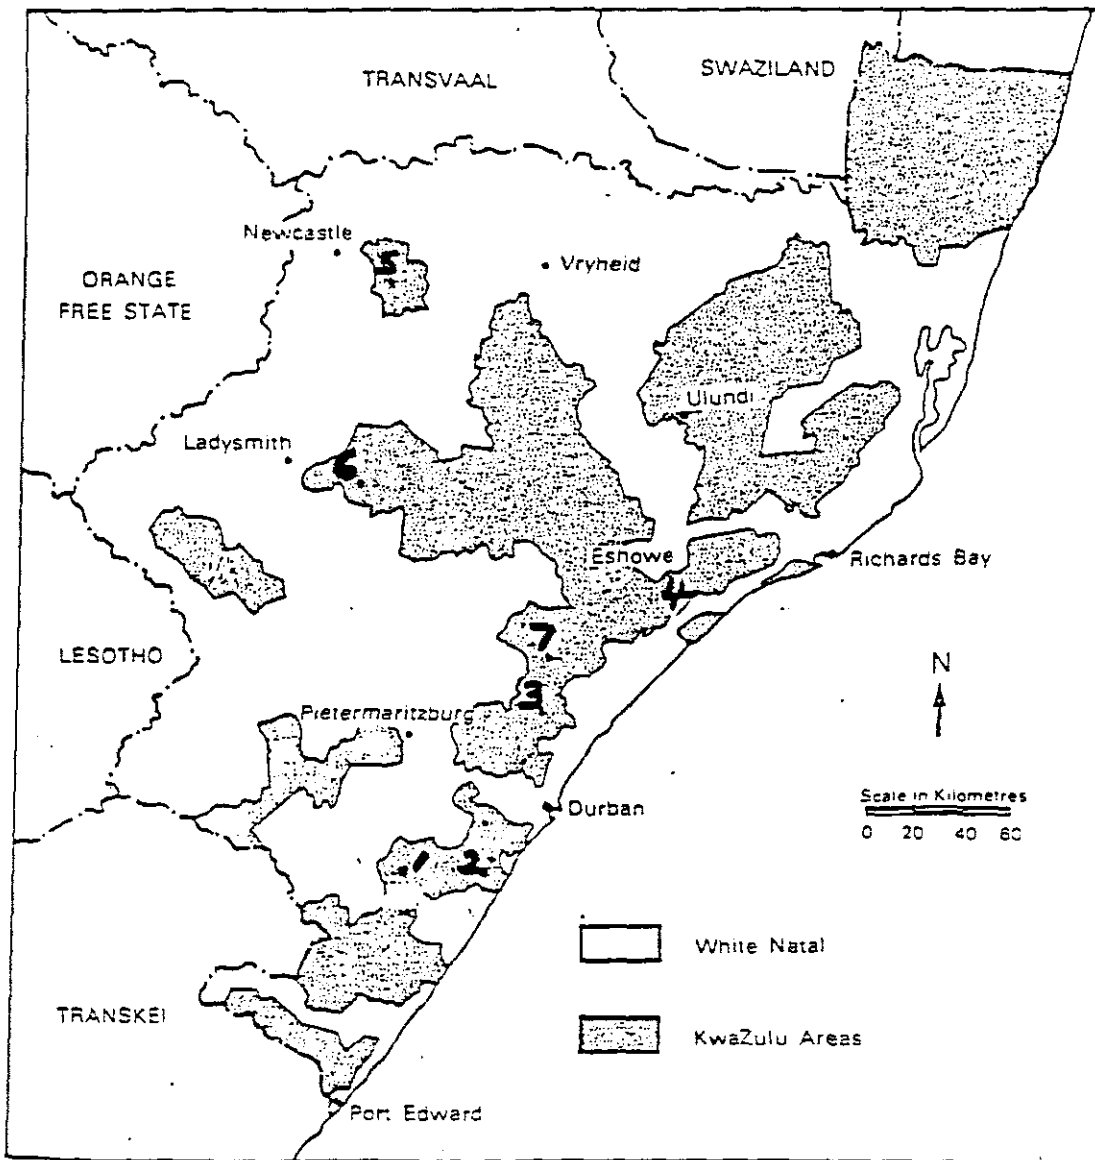 TRANSVAAL
SWAZILAND
Newcastle
5
Vryheid
ORANGE
FREE STATE
Ulundi
Ladysmith
6
Eshowe
Richards Bay
4
7
LESOTHO
N
3
Pietermaritzburg
Scale in Kilometres
0 20 40 60
Durban
1 2
White Natal
TRANSKEI
KwaZulu Areas
Port Edward